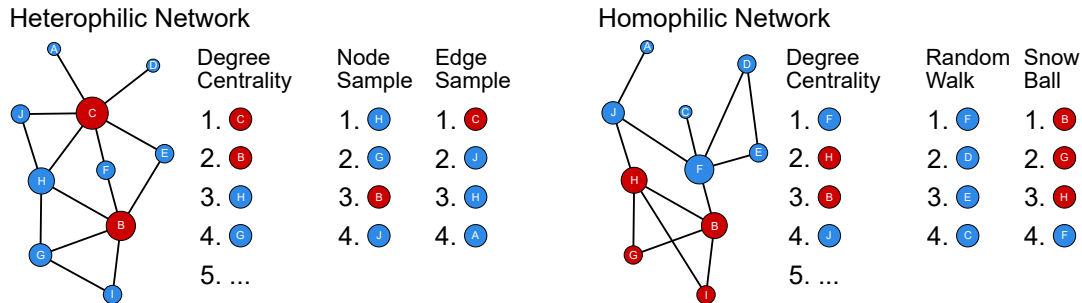 Heterophilic Network
A
D
J
C
E
F
H
B
G
I
Degree
Centrality
1. C
2. B
3. H
4. G
5. ...
Node
Sample
1. H
2. G
3. B
4. J
Edge
Sample
1. C
2. J
3. H
4. A
Homophilic Network
A
D
C
J
E
F
H
B
G
I
Degree
Centrality
1. F
2. H
3. B
4. J
5. ...
Random
Walk
1. F
2. D
3. E
4. C
Snow
Ball
1. B
2. G
3. H
4. F